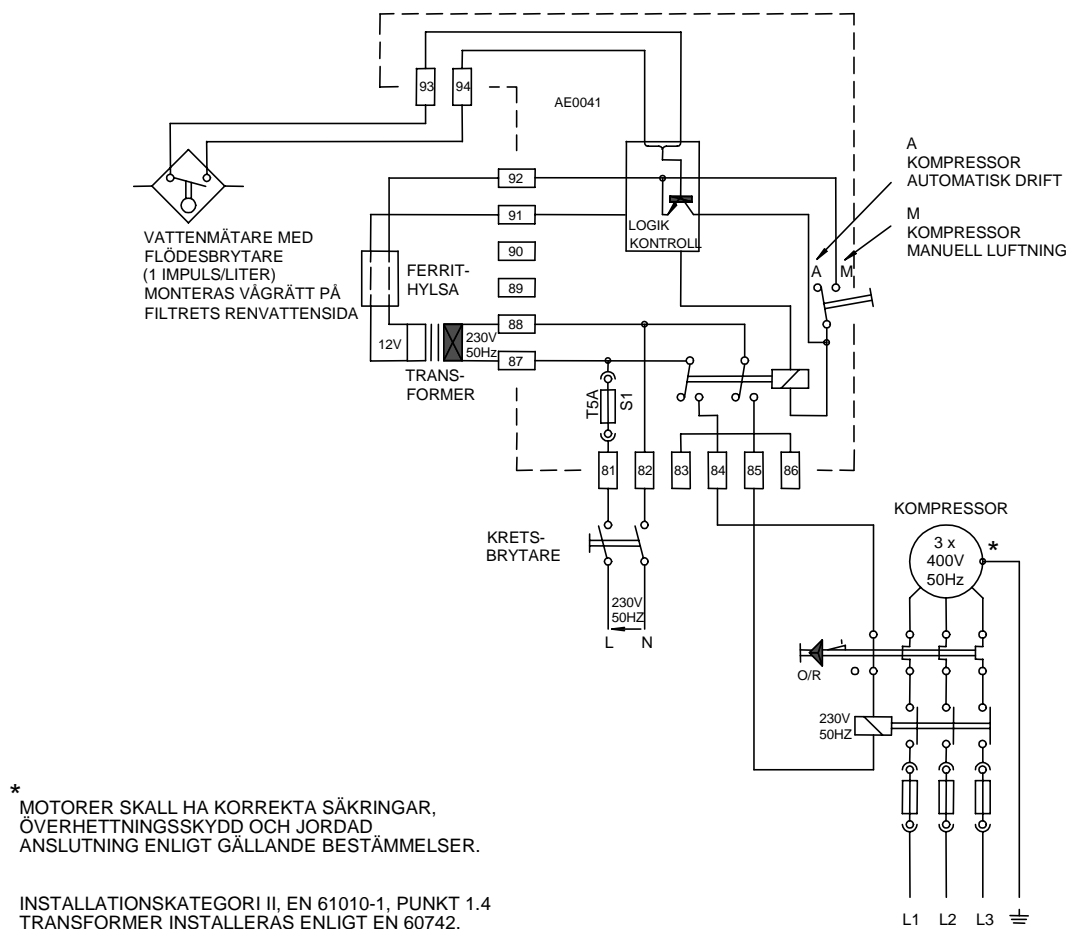 93
94
AE0041
A
KOMPRESSOR
AUTOMATISK DRIFT
M
KOMPRESSOR
MANUELL LUFTNING
92
91
90
89
88
87
LOGIK
KONTROLL
A
M
VATTENMÄTARE MED
FLÖDESBRYTARE
(1 IMPULS/LITER)
MONTERAS VÅGRÄTT PÅ
FILTRETS RENVATTENSIDA
FERRIT-
HYLSA
12V
230V
50Hz
TRANS-
FORMER
T5A
S1
81
82
83
84
85
86
KRETS-
BRYTARE
230V
50HZ
L
N
KOMPRESSOR
3 x
400V
50Hz
*
O/R
230V
50HZ
*
MOTORER SKALL HA KORREKTA SÄKRINGAR,
ÖVERHETTNINGSSKYDD OCH JORDAD
ANSLUTNING ENLIGT GÄLLANDE BESTÄMMELSER.
INSTALLATIONSKATEGORI II, EN 61010-1, PUNKT 1.4
TRANSFORMER INSTALLERAS ENLIGT EN 60742.
L1
L2
L3